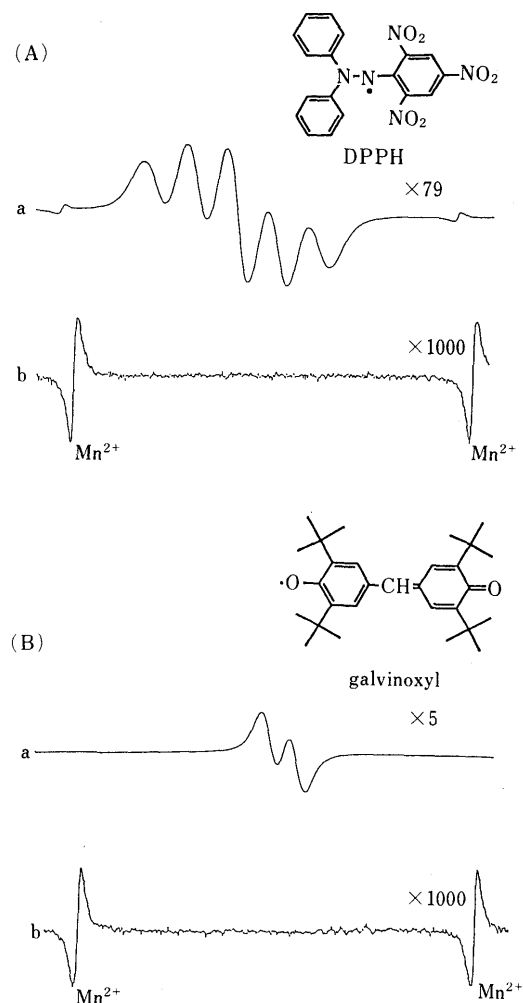 (A)
NO₂
N-N
NO₂
NO₂
DPPH
×79
a
×1000
b
Mn²⁺
Mn²⁺
·O
CH
O
(B)
galvinoxyl
×5
a
×1000
b
Mn²⁺
Mn²⁺